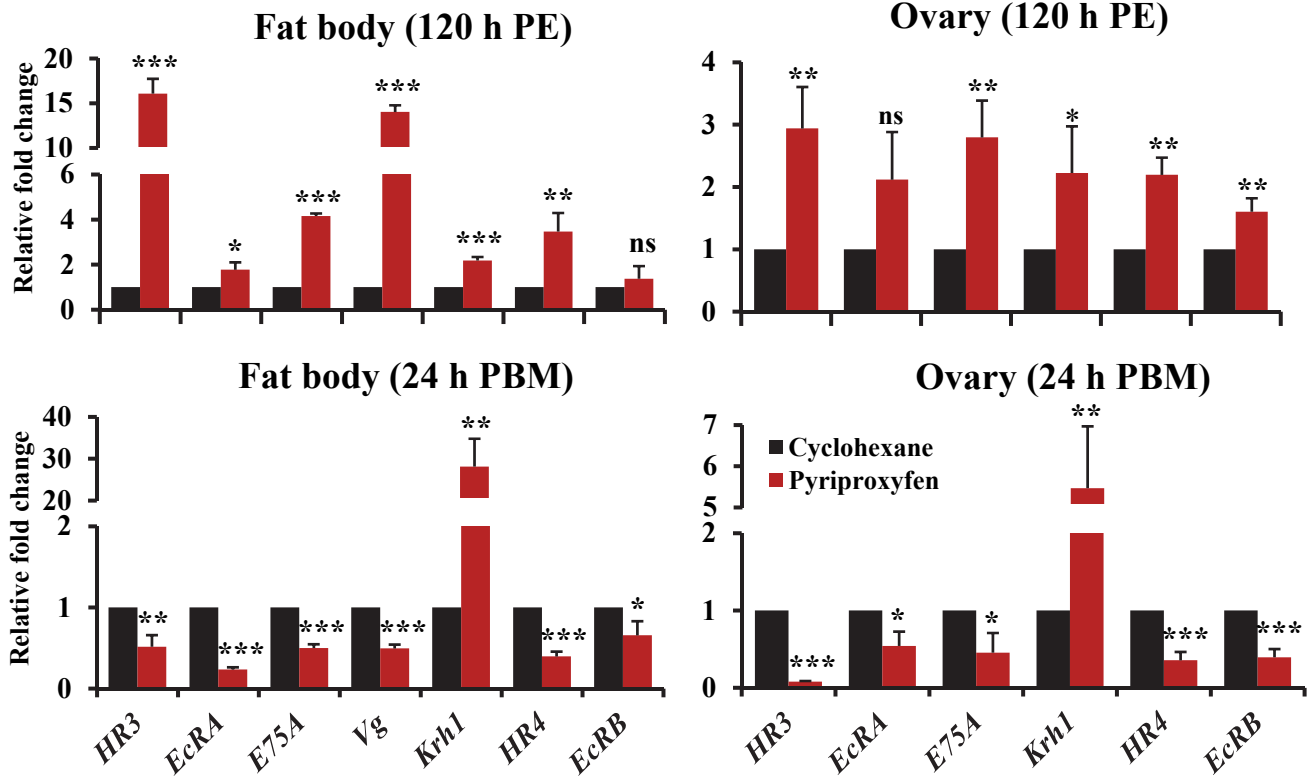 Fat body (120 h PE)
Relative fold change
20
15
10
6
4
2
0
***
*
***
***
***
**
ns
Ovary (120 h PE)
4
3
2
1
0
**
ns
**
*
**
**
Fat body (24 h PBM)
Relative fold change
40
30
20
2
1
0
**
***
***
***
**
***
*
HR3
EcRA
E75A
Vg
Krh1
HR4
EcRB
Ovary (24 h PBM)
7
6
5
2
1
0
Cyclohexane
Pyriproxyfen
***
*
*
**
***
***
HR3
EcRA
E75A
Krh1
HR4
EcRB